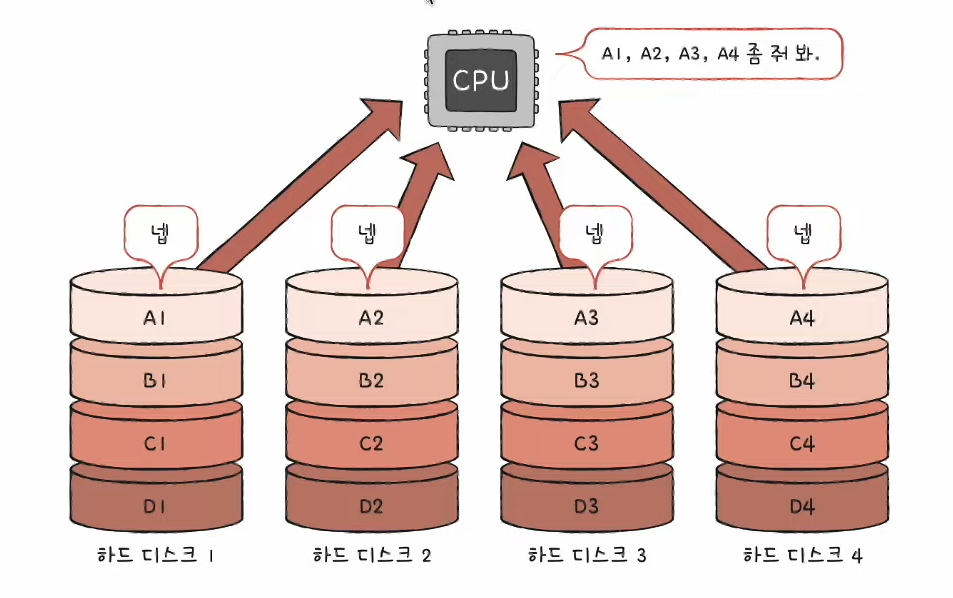 CPU
A1, A2, A3, A4 좀 줘 봐.
넵
넵
넵
넵
A1
A2
A3
A4
B1
B2
B3
B4
C1
C2
C3
C4
D1
D2
D3
D4
하드 디스크 1
하드 디스크 2
하드 디스크 3
하드 디스크 4